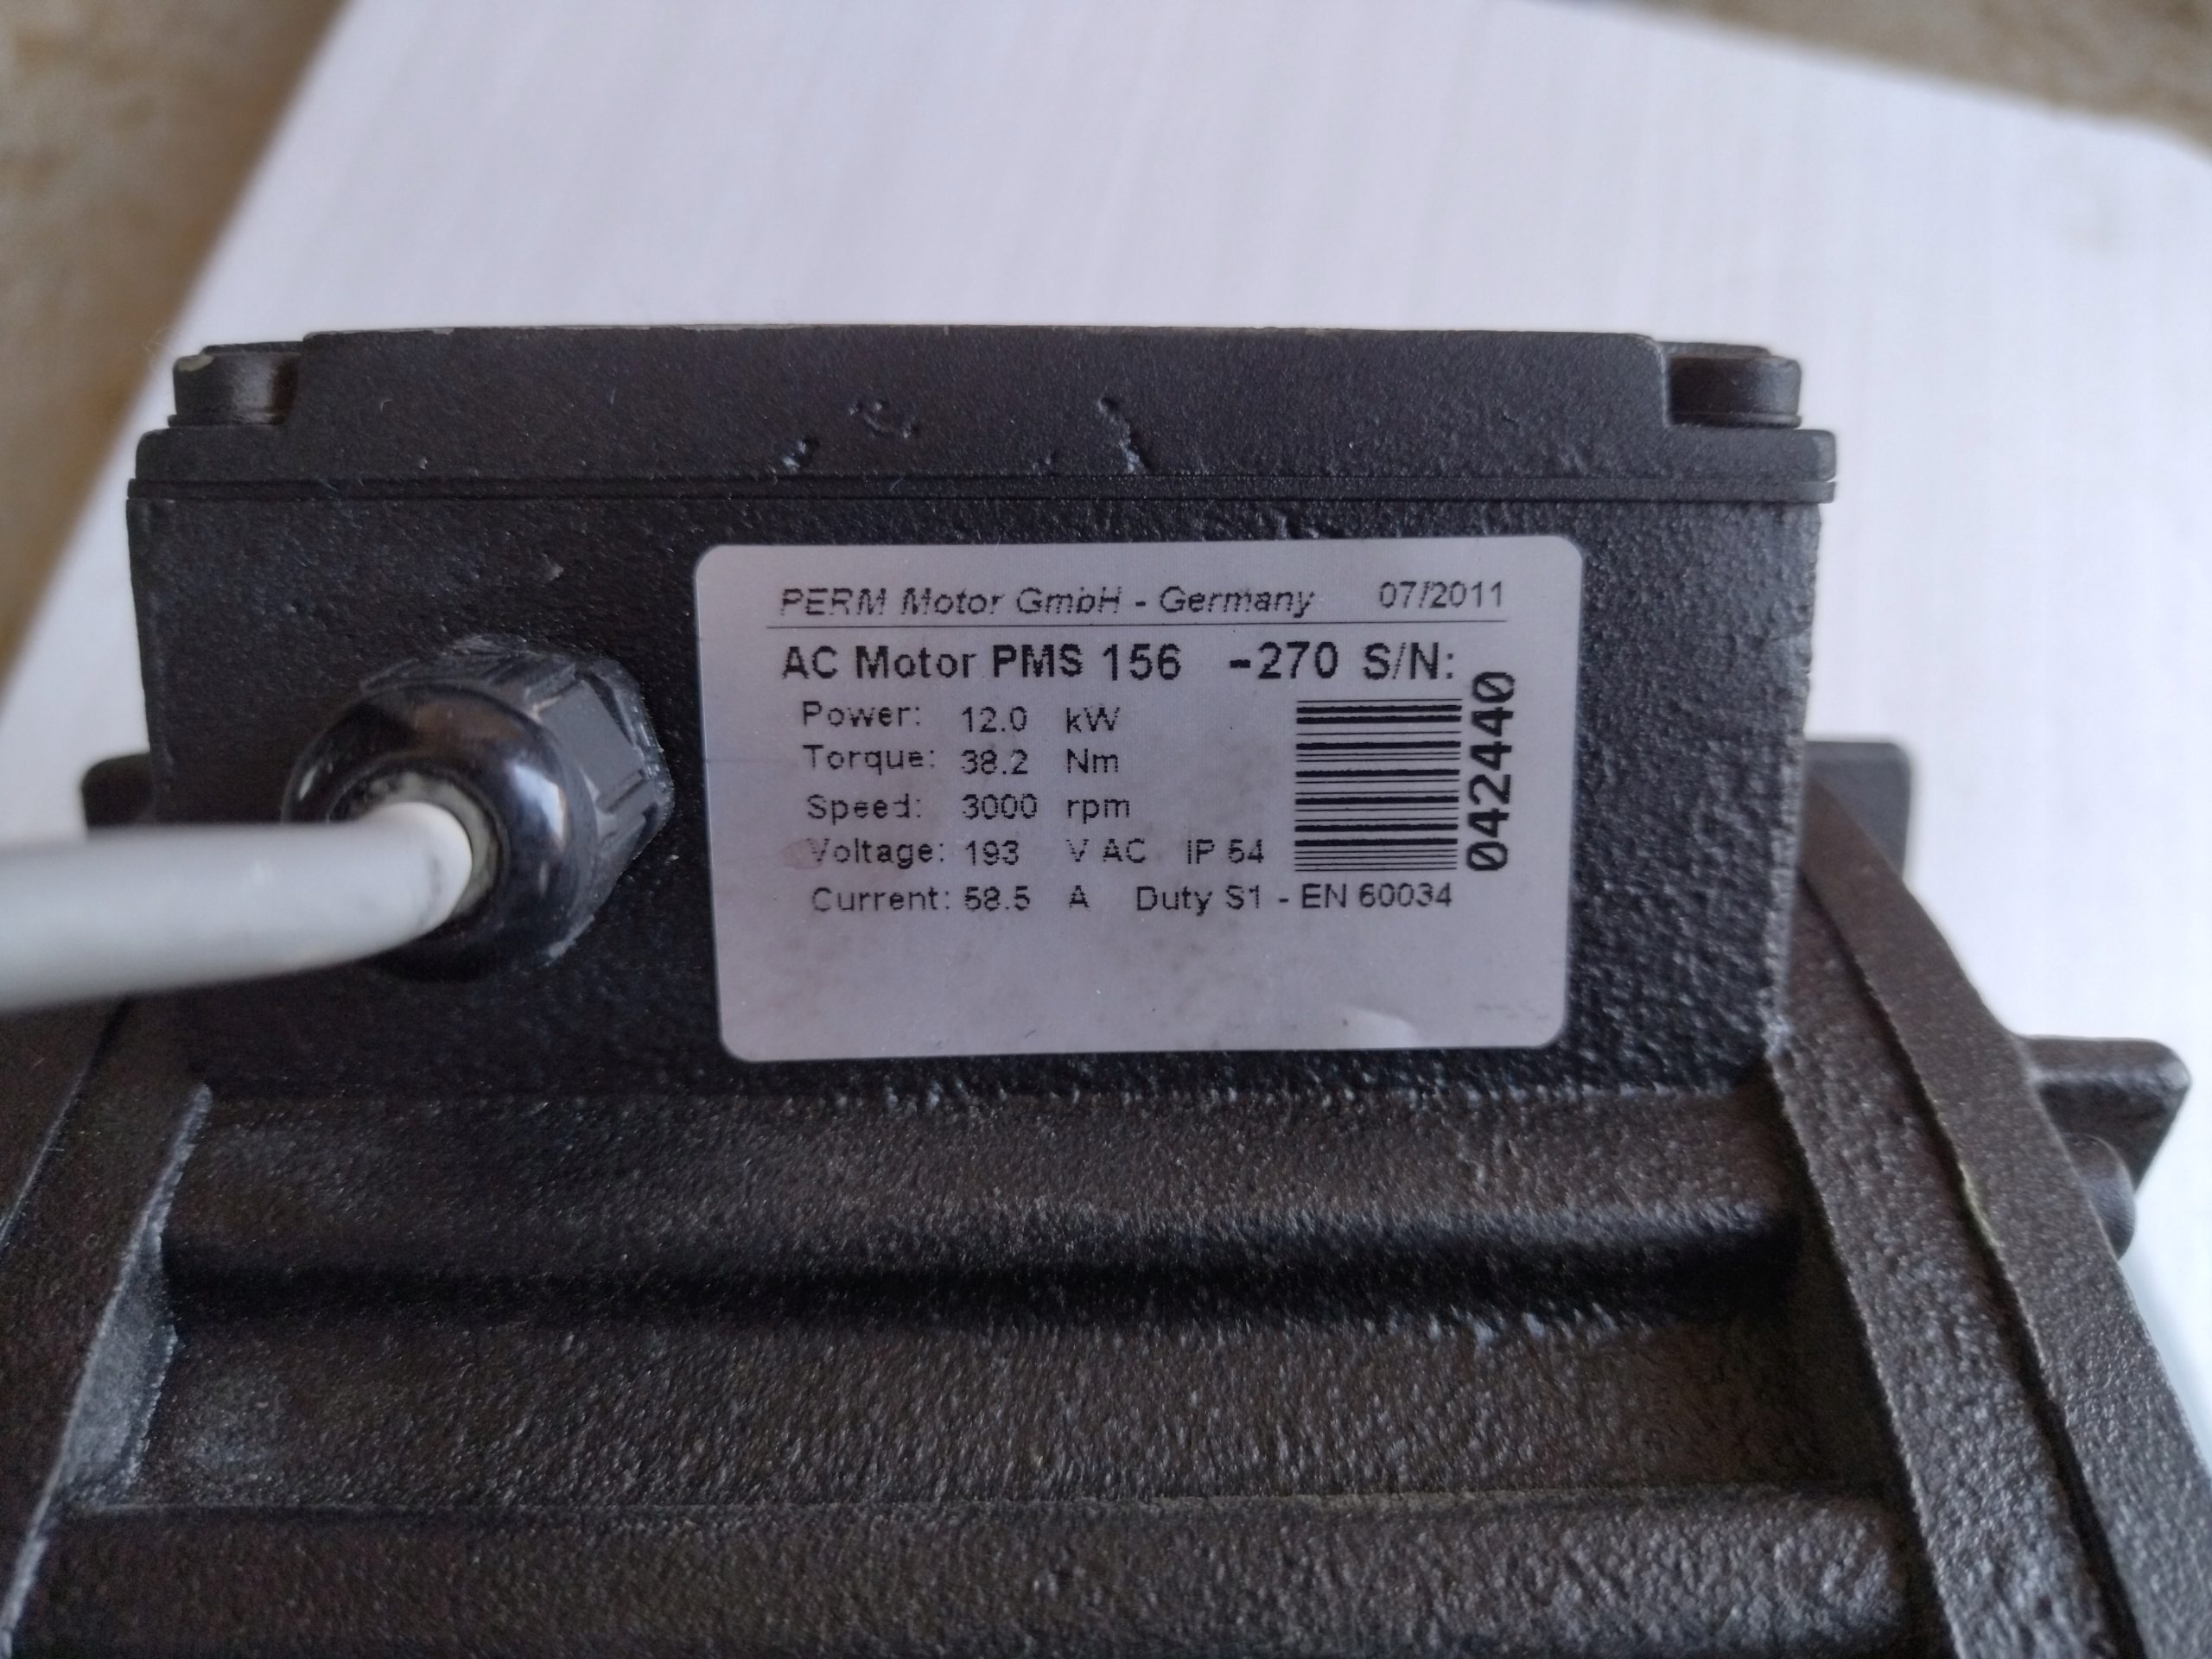 PERM Motor GmbH - Germany 07/2011
AC Motor PMS 156 -270 S/N:
042440
Power: 12.0 kW
Torque: 38.2 Nm
Speed: 3000 rpm
Voltage: 193 V AC IP 54
Current: 58.5 A Duty S1 - EN 60034